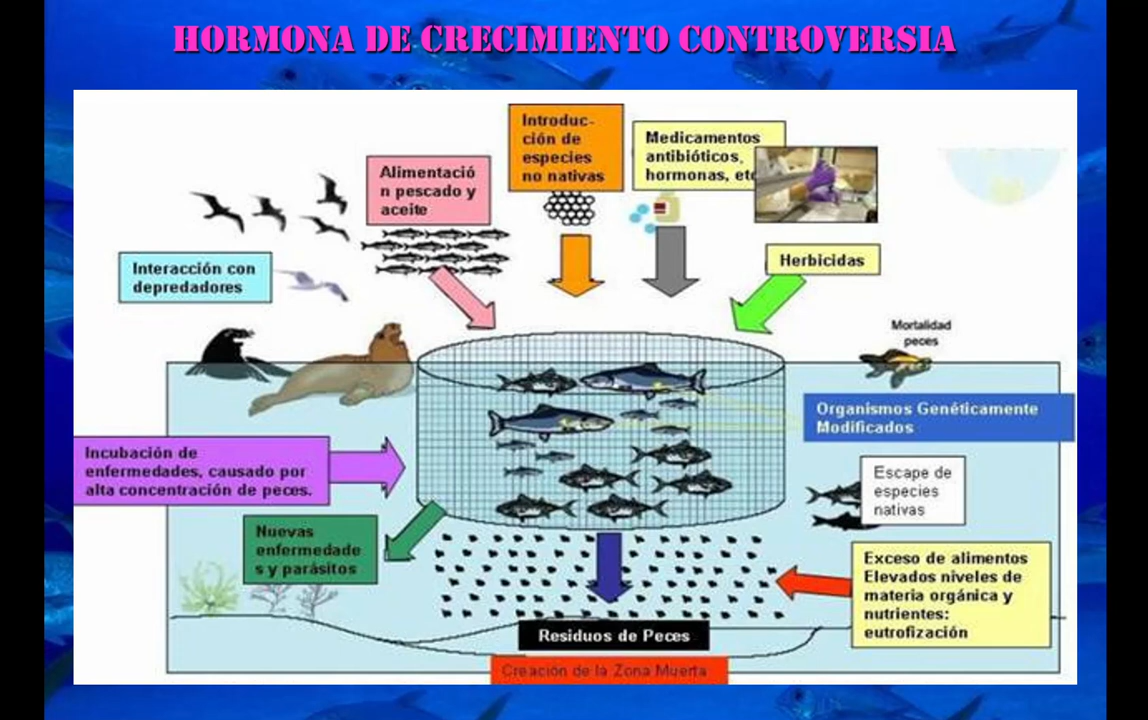 HORMONA DE CRECIMIENTO CONTROVERSIA
Introduc-
ción de
especies
no nativas
Medicamentos
antibióticos,
hormonas, etc
Alimentació
n pescado y
aceite
Interacción con
depredadores
Herbicidas
Mortalidad
peces
Organismos Genéticamente
Modificados
Incubación de
enfermedades, causado por
alta concentración de peces.
Escape de
especies
nativas
Nuevas
enfermedade
s y parásitos
Exceso de alimentos
Elevados niveles de
materia orgánica y
nutrientes:
eutrofización
Residuos de Peces
Creación de la Zona Muerta